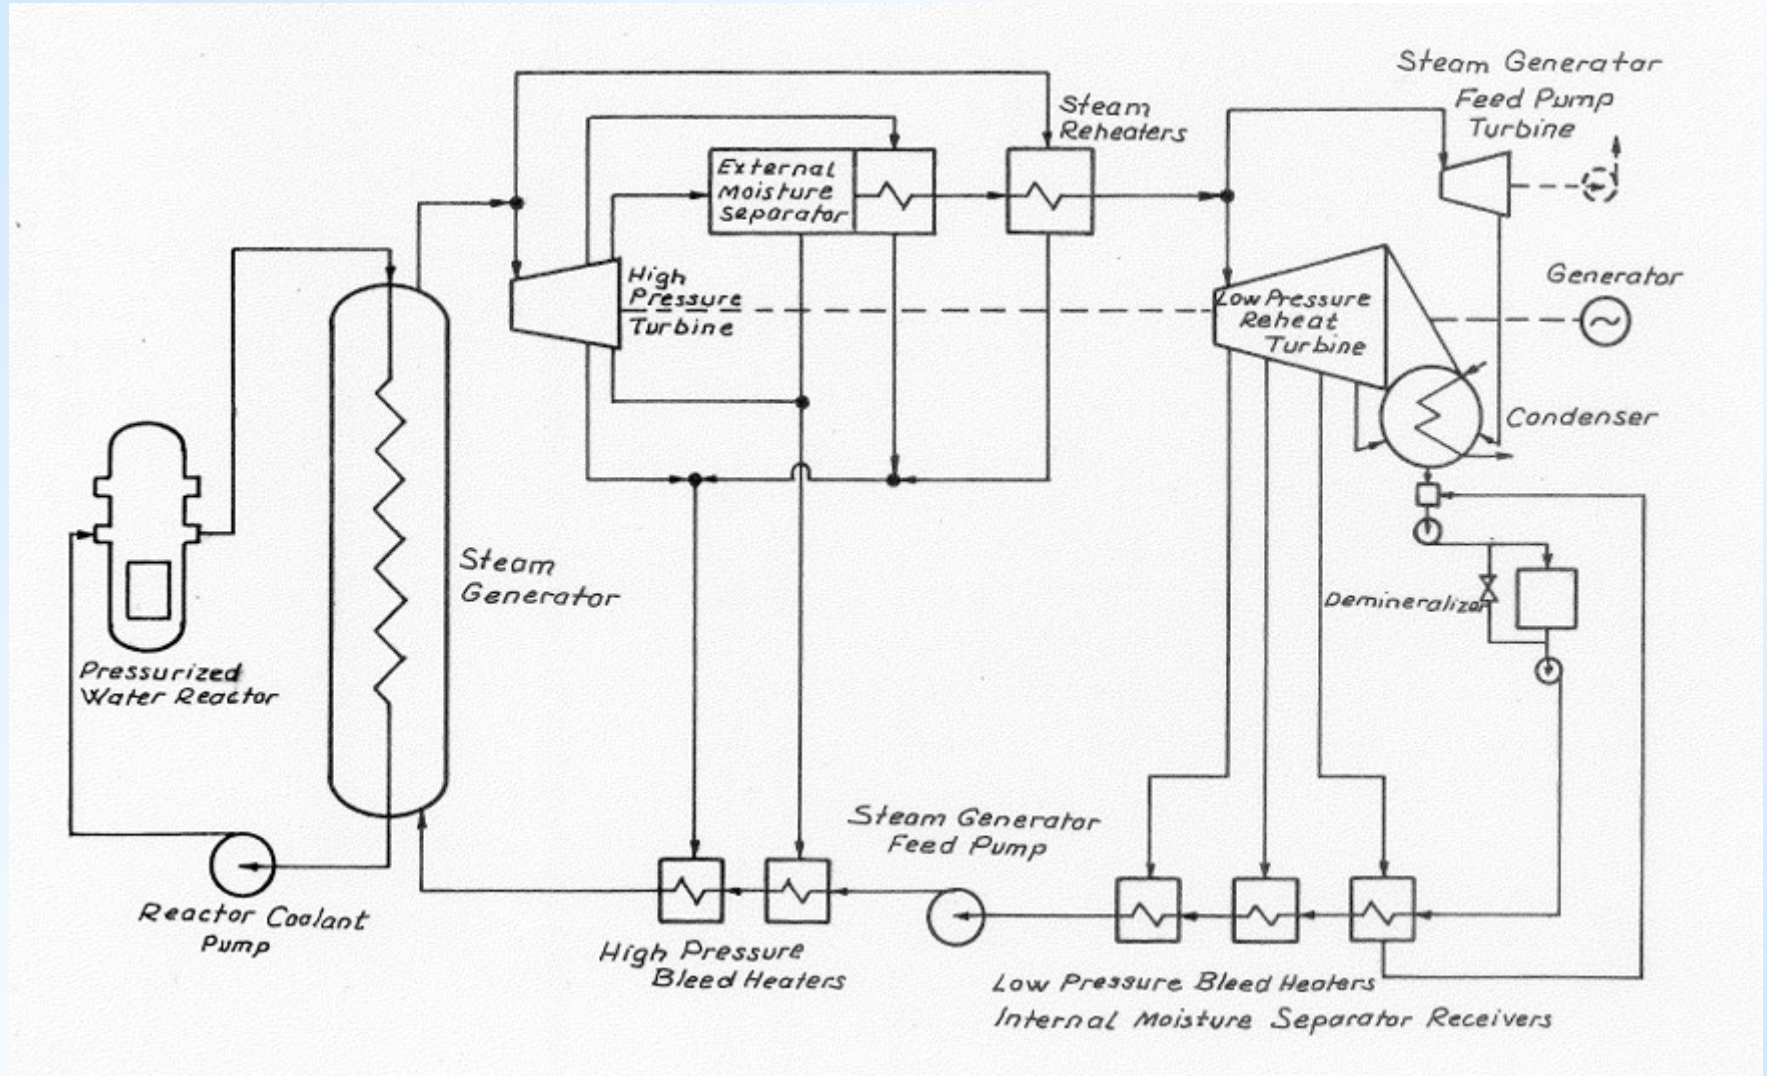 Steam Generator
Feed Pump
Turbine
Steam
Reheaters
External
Moisture
Separator
High
Pressure
Turbine
Low Pressure
Reheat
Turbine
Generator
Condenser
Steam
Generator
Demineralizor
Pressurized
Water Reactor
Steam Generator
Feed Pump
Reactor Coolant
Pump
High Pressure
Bleed Heaters
Low Pressure Bleed Heaters
Internal Moisture Separator Receivers